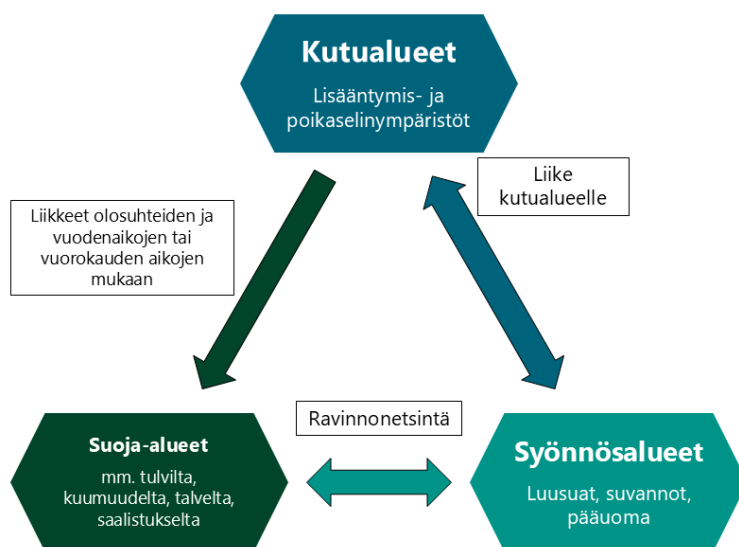 Kutualueet
Lisääntymis- ja
poikaselinympäristöt
Liike
kutualueelle
Liikkeet olosuhteiden ja
vuodenaikojen tai
vuorokauden aikojen
mukaan
Ravinnonetsintä
Suoja-alueet
mm. tulvilta,
kuumuudelta, talvelta,
saalistukselta
Syönnösalueet
Luusuat, suvannot,
pääuoma